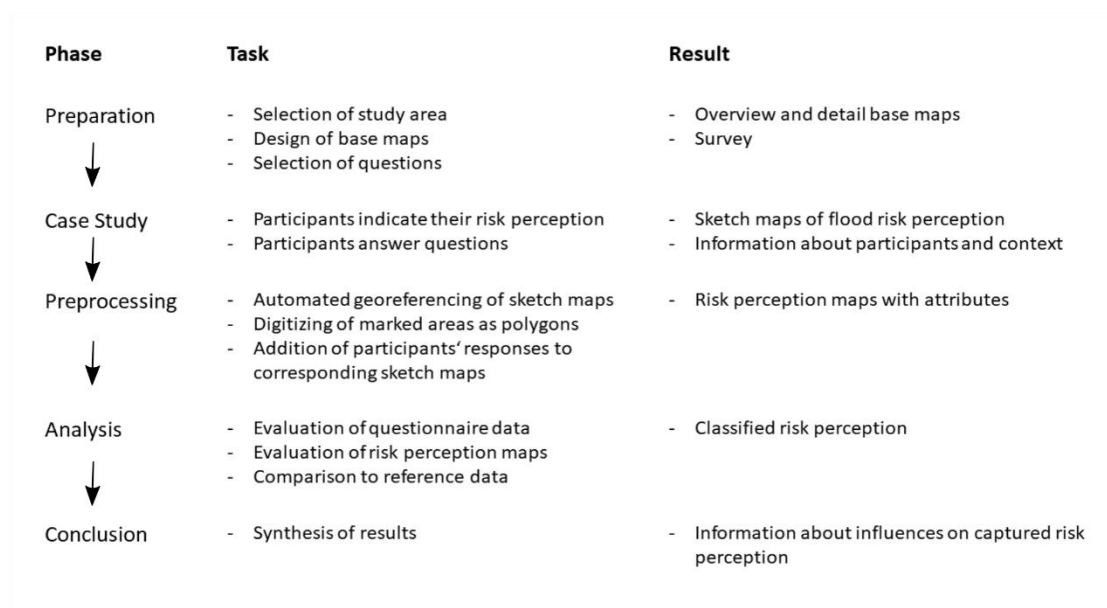 Phase Task Result
Preparation - Selection of study area - Overview and detail base maps
- Design of base maps - Survey
- Selection of questions
Case Study - Participants indicate their risk perception - Sketch maps of flood risk perception
- Participants answer questions - Information about participants and context
Preprocessing - Automated georeferencing of sketch maps - Risk perception maps with attributes
- Digitizing of marked areas as polygons
- Addition of participants‘ responses to
corresponding sketch maps
Analysis - Evaluation of questionnaire data - Classified risk perception
- Evaluation of risk perception maps
- Comparison to reference data
Conclusion - Synthesis of results - Information about influences on captured risk
perception